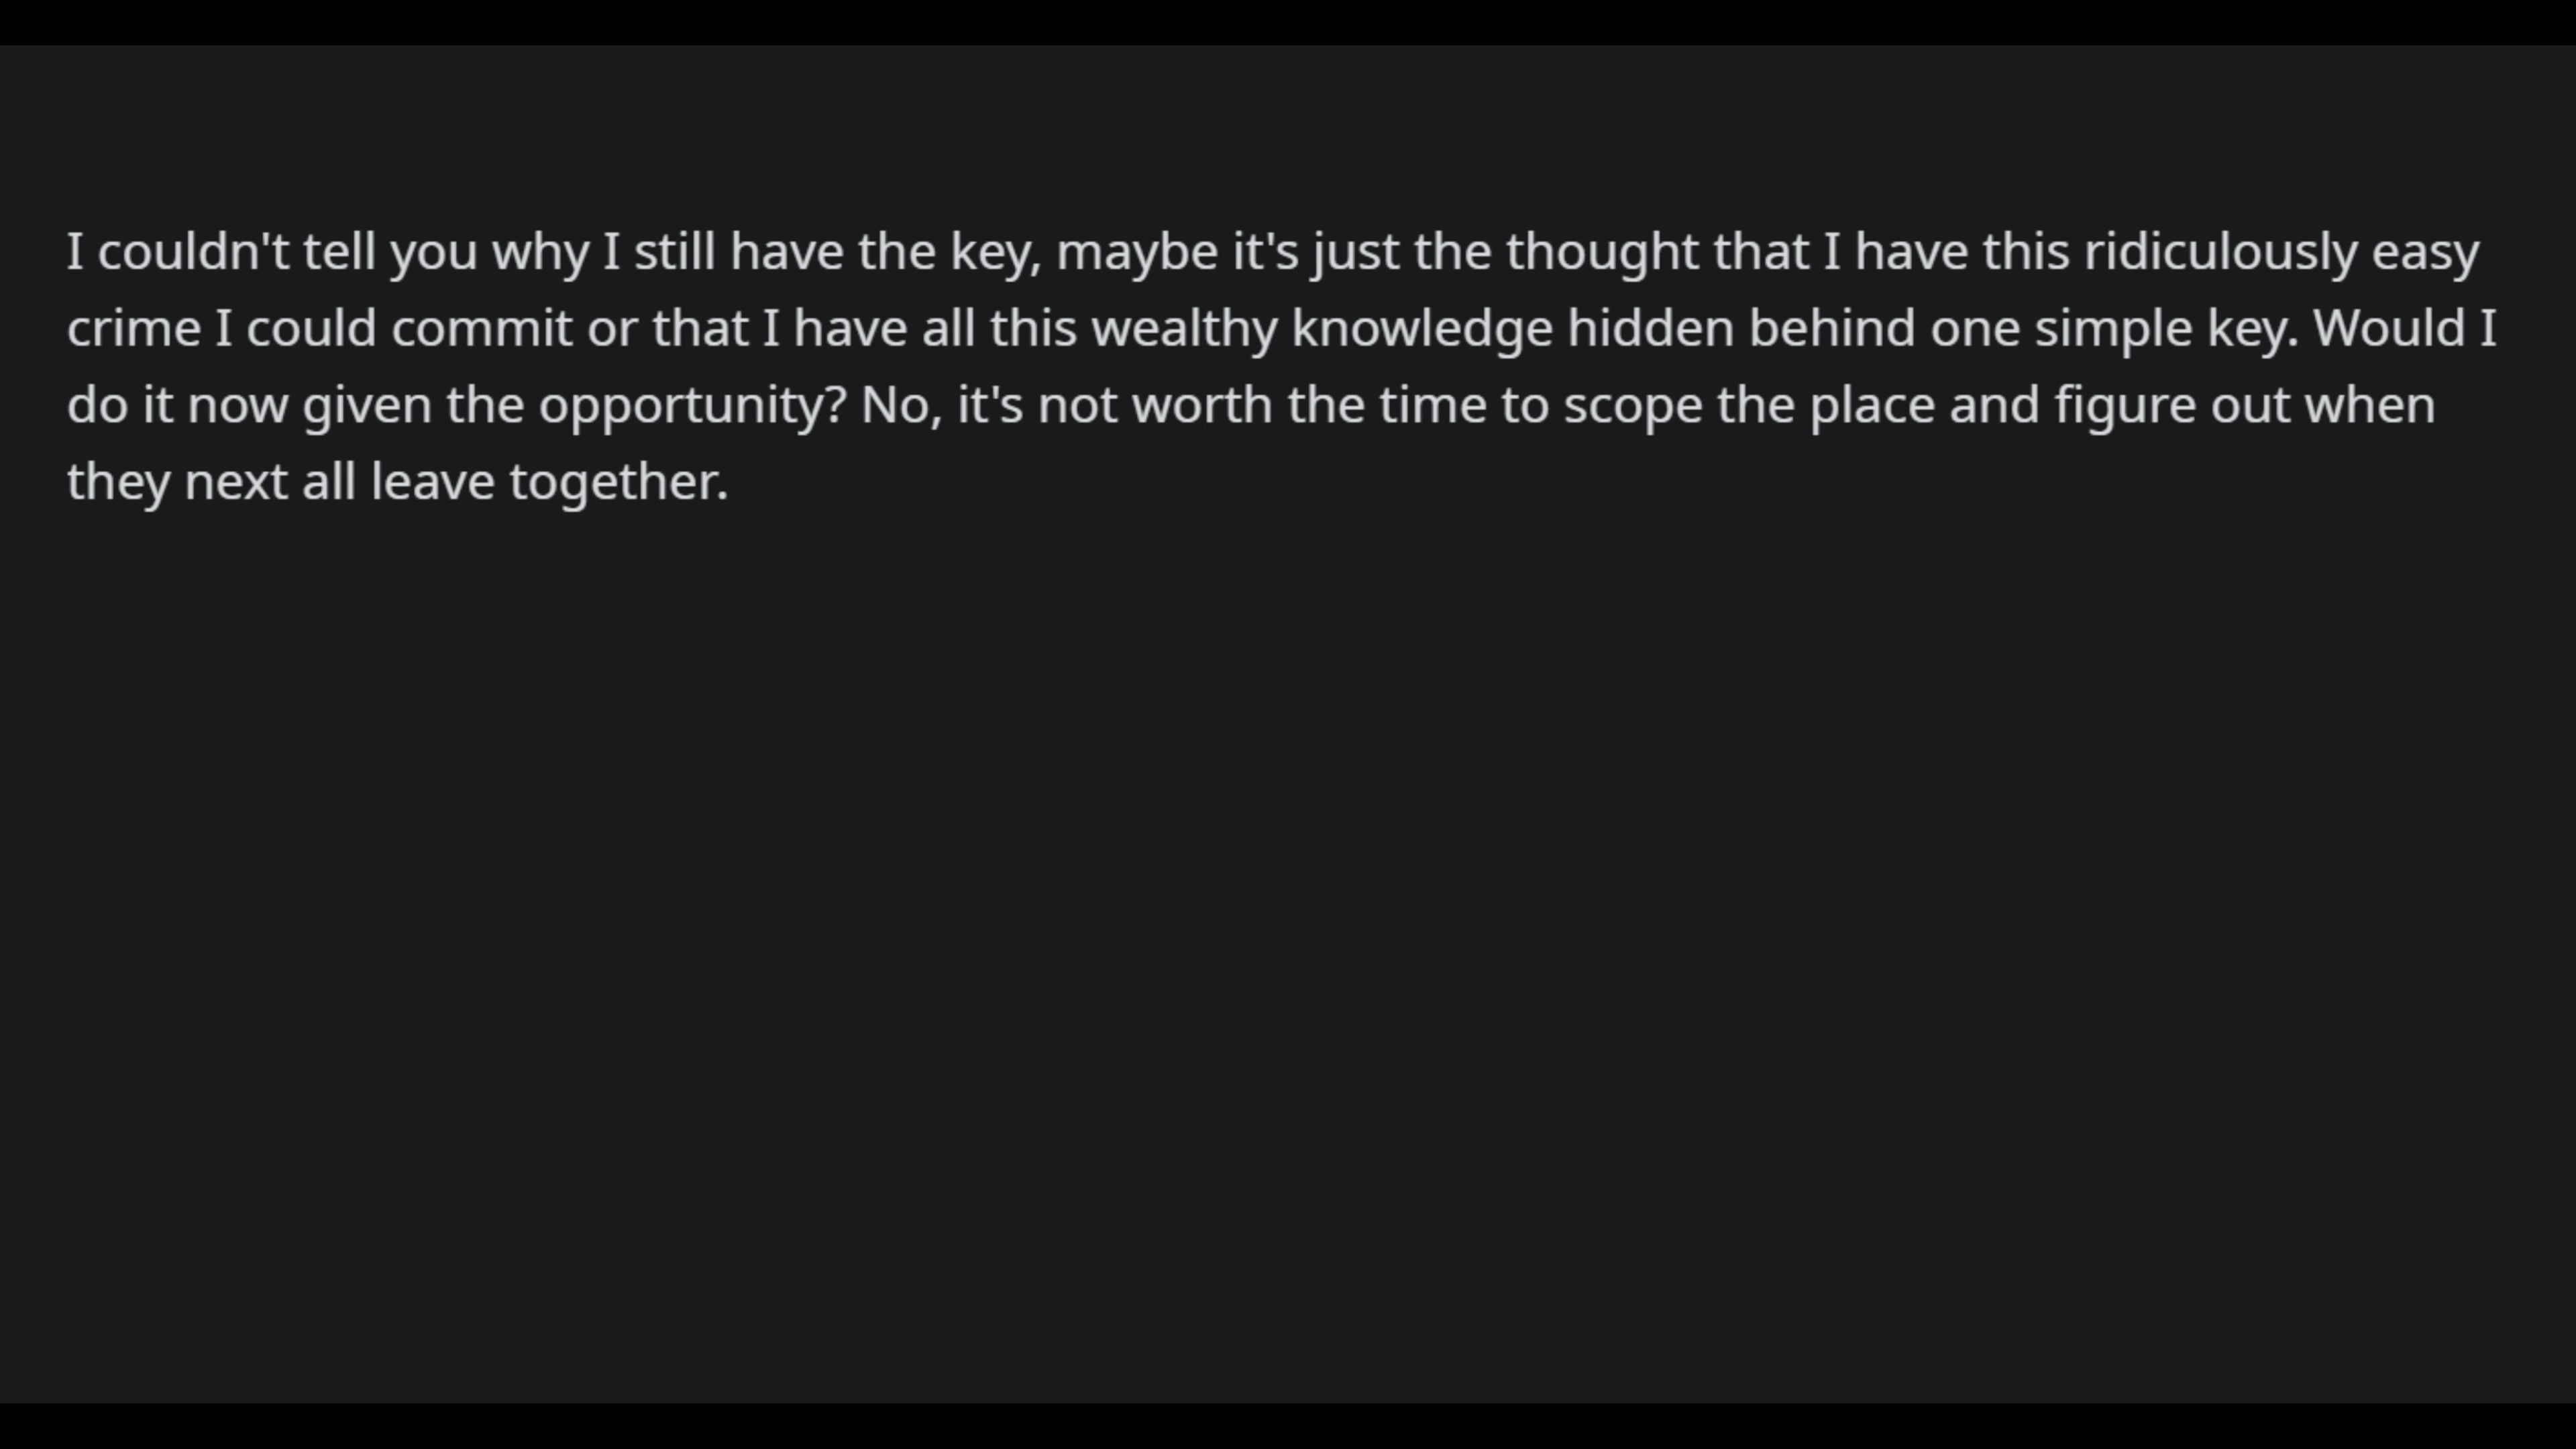 I couldn't tell you why I still have the key, maybe it's just the thought that I have this ridiculously easy
crime I could commit or that I have all this wealthy knowledge hidden behind one simple key. Would I
do it now given the opportunity? No, it's not worth the time to scope the place and figure out when
they next all leave together.